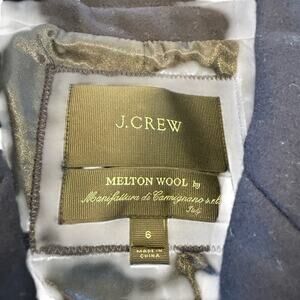 J.CREW
MELTON WOOL by
Manifattura di Carmignano s.r.l.
Italy
6
MADE IN
CHINA